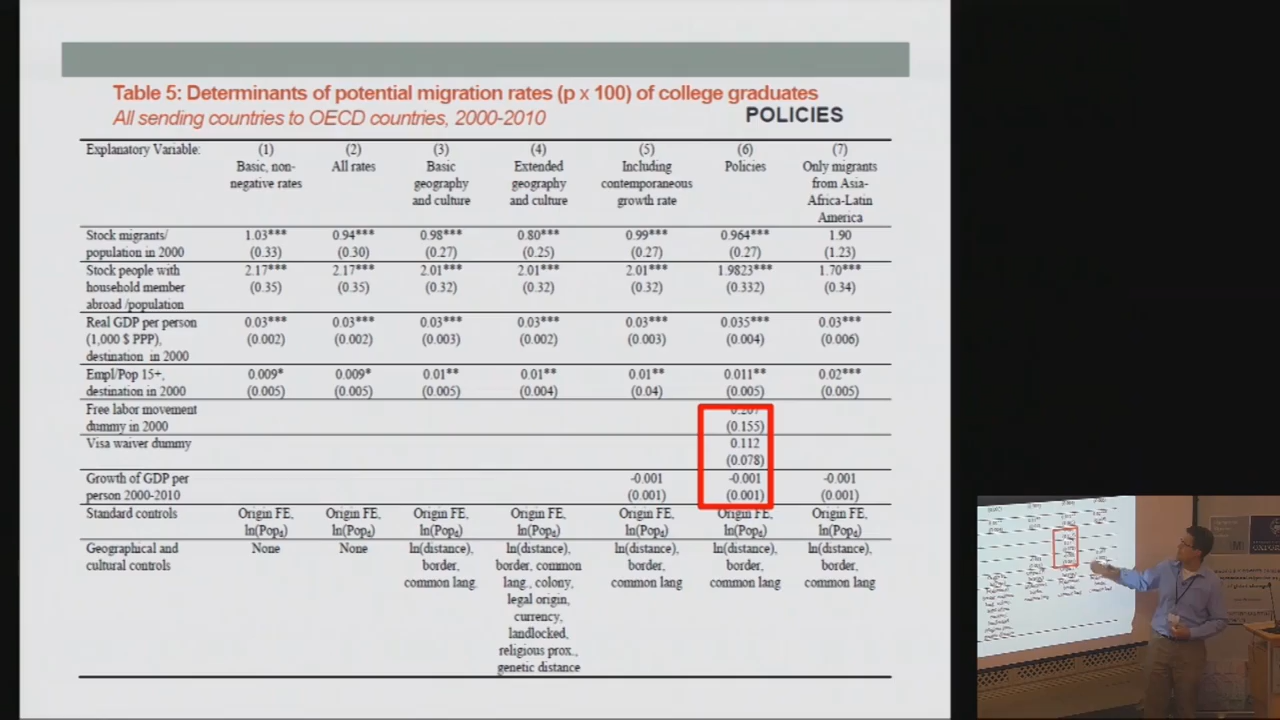 Table 5: Determinants of potential migration rates (p x 100) of college graduates
All sending countries to OECD countries, 2000-2010
POLICIES
Explanatory Variable: (1) (2) (3) (4) (5) (6) (7)
Basic, non- All rates Basic Extended Including Policies Only migrants
negative rates geography geography contemporaneous from Asia-
and culture and culture growth rate Africa-Latin
America
Stock migrants/ 1.03*** 0.94*** 0.98*** 0.80*** 0.99*** 0.964*** 1.90
population in 2000 (0.33) (0.30) (0.27) (0.25) (0.27) (0.27) (1.23)
Stock people with 2.17*** 2.17*** 2.01*** 2.01*** 2.01*** 1.9823*** 1.70***
household member (0.35) (0.35) (0.32) (0.32) (0.32) (0.332) (0.34)
abroad /population
Real GDP per person 0.03*** 0.03*** 0.03*** 0.03*** 0.03*** 0.035*** 0.03***
(1,000 $ PPP), (0.002) (0.002) (0.003) (0.002) (0.003) (0.004) (0.006)
destination in 2000
Empl/Pop 15+, 0.009* 0.009* 0.01** 0.01** 0.01** 0.011** 0.02***
destination in 2000 (0.005) (0.005) (0.005) (0.004) (0.04) (0.005) (0.005)
Free labor movement
dummy in 2000 (0.155)
Visa waiver dummy 0.112
(0.078)
Growth of GDP per -0.001 -0.001 -0.001
person 2000-2010 (0.001) (0.001) (0.001)
Standard controls Origin FE, Origin FE, Origin FE, Origin FE, Origin FE, Origin FE, Origin FE,
ln(Popd) ln(Popd) ln(Popd) ln(Popd) ln(Popd) ln(Popd) ln(Popd)
Geographical and None None ln(distance), ln(distance), ln(distance), ln(distance), ln(distance),
cultural controls border, border, common border, border, border,
common lang. lang., colony, common lang common lang common lang
legal origin,
currency,
landlocked,
religious prox.,
genetic distance